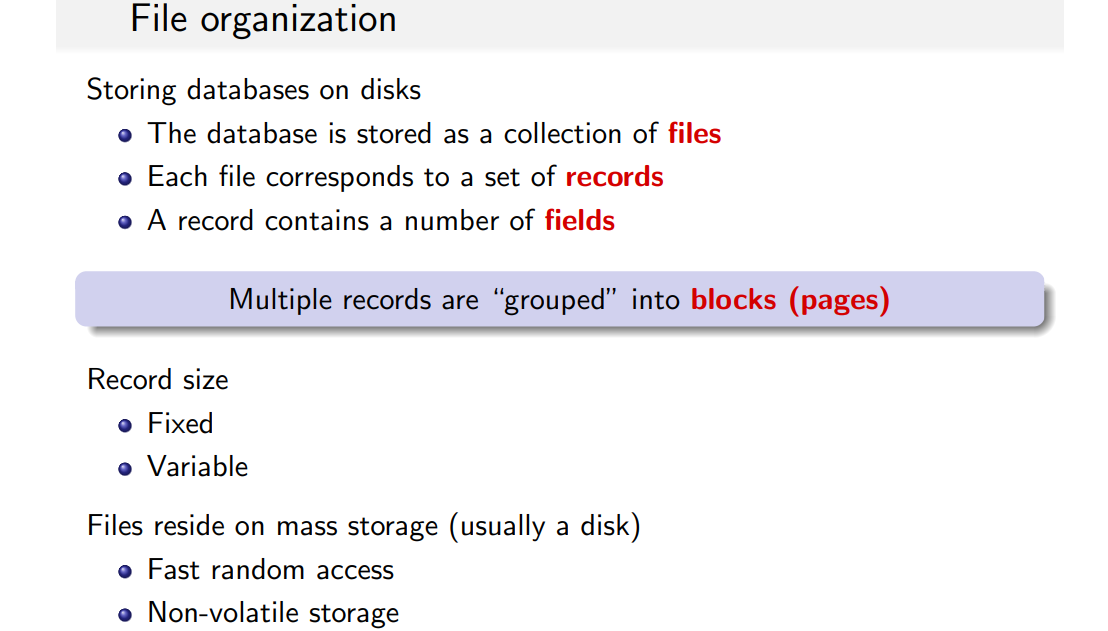 File organization
Storing databases on disks
The database is stored as a collection of files
Each file corresponds to a set of records
A record contains a number of fields
Multiple records are “grouped” into blocks (pages)
Record size
Fixed
Variable
Files reside on mass storage (usually a disk)
Fast random access
Non-volatile storage